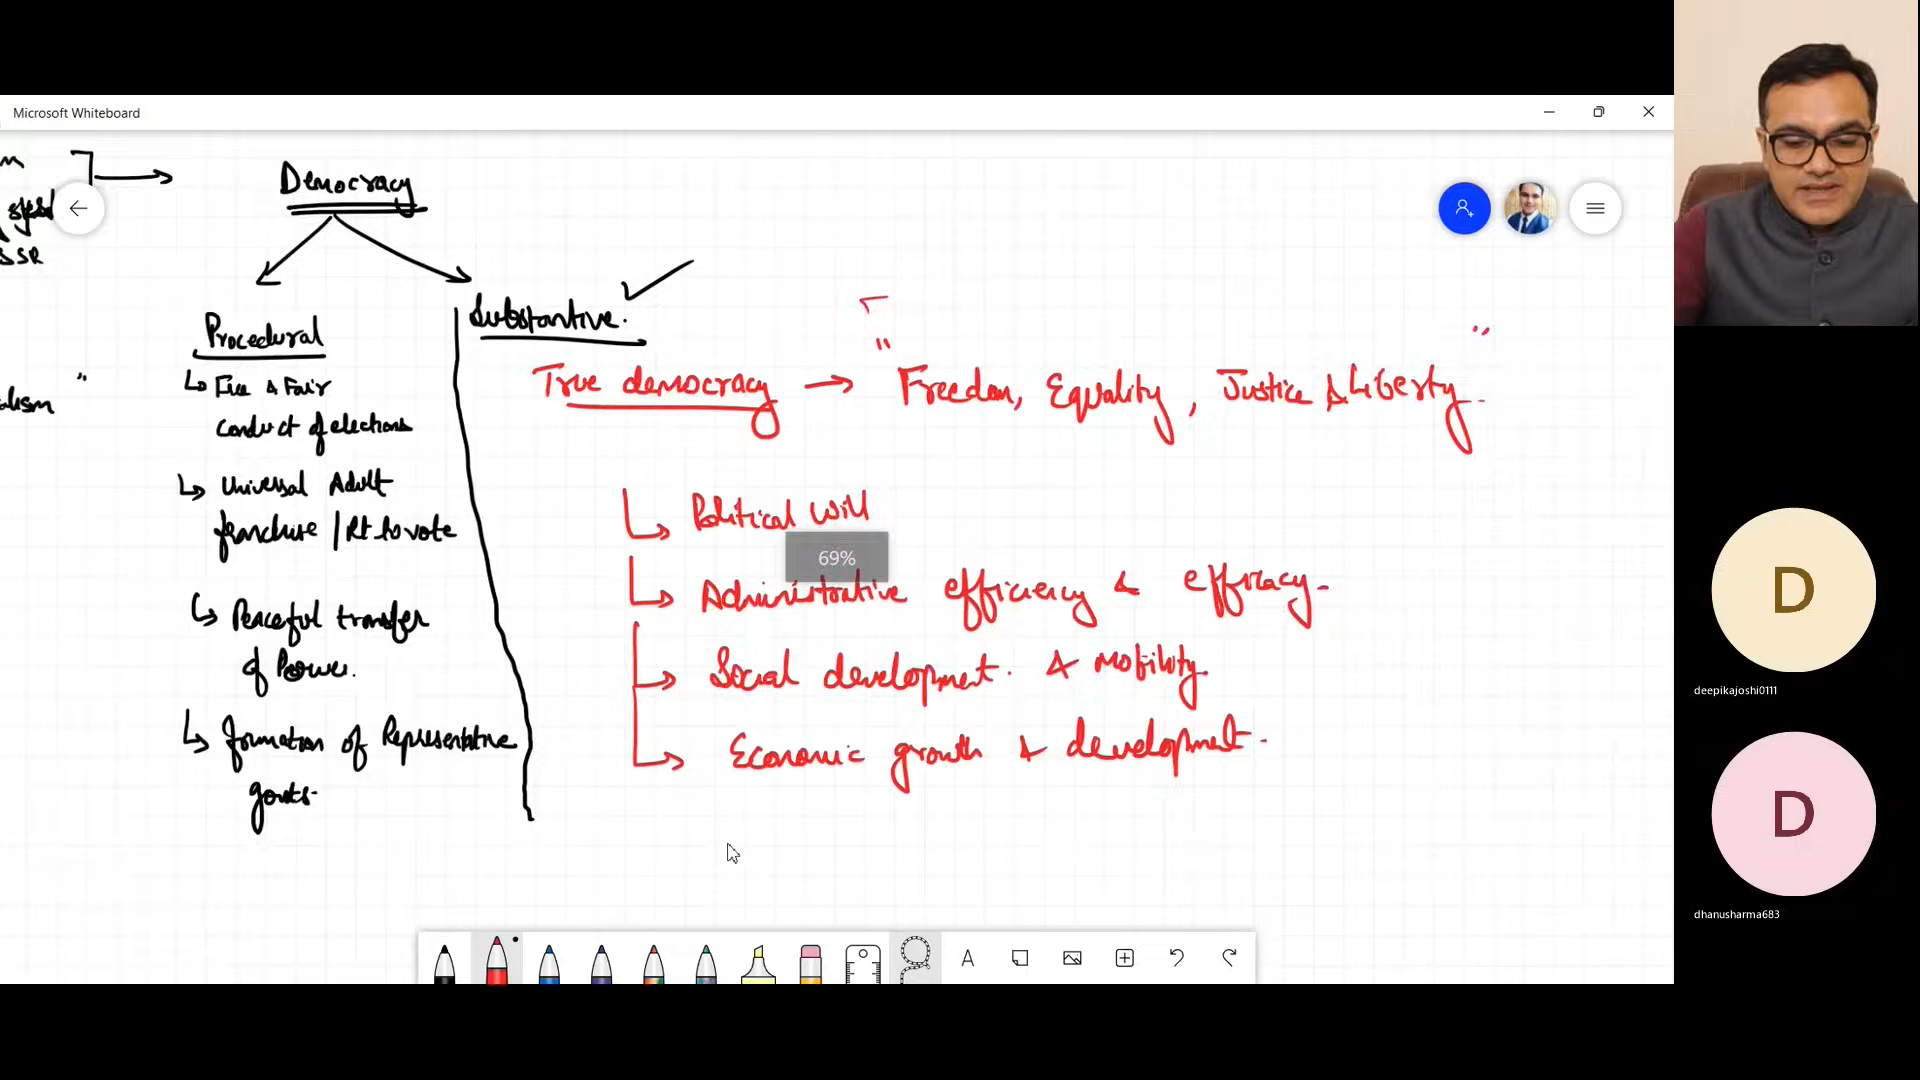 Microsoft Whiteboard
Democracy
SSR
Procedural
Free & Fair
conduct of elections
Universal Adult
franchise / Rt to vote
Peaceful transfer
of Power.
formation of Representative
govts.
Substantive.
True democracy → "Freedom, Equality, Justice & Liberty."
Political Will
69%
Administrative efficiency & efficacy.
Social development. & Mobility.
Economic growth & development.
A
D
deepikajoshi0111
D
dhanusharma683